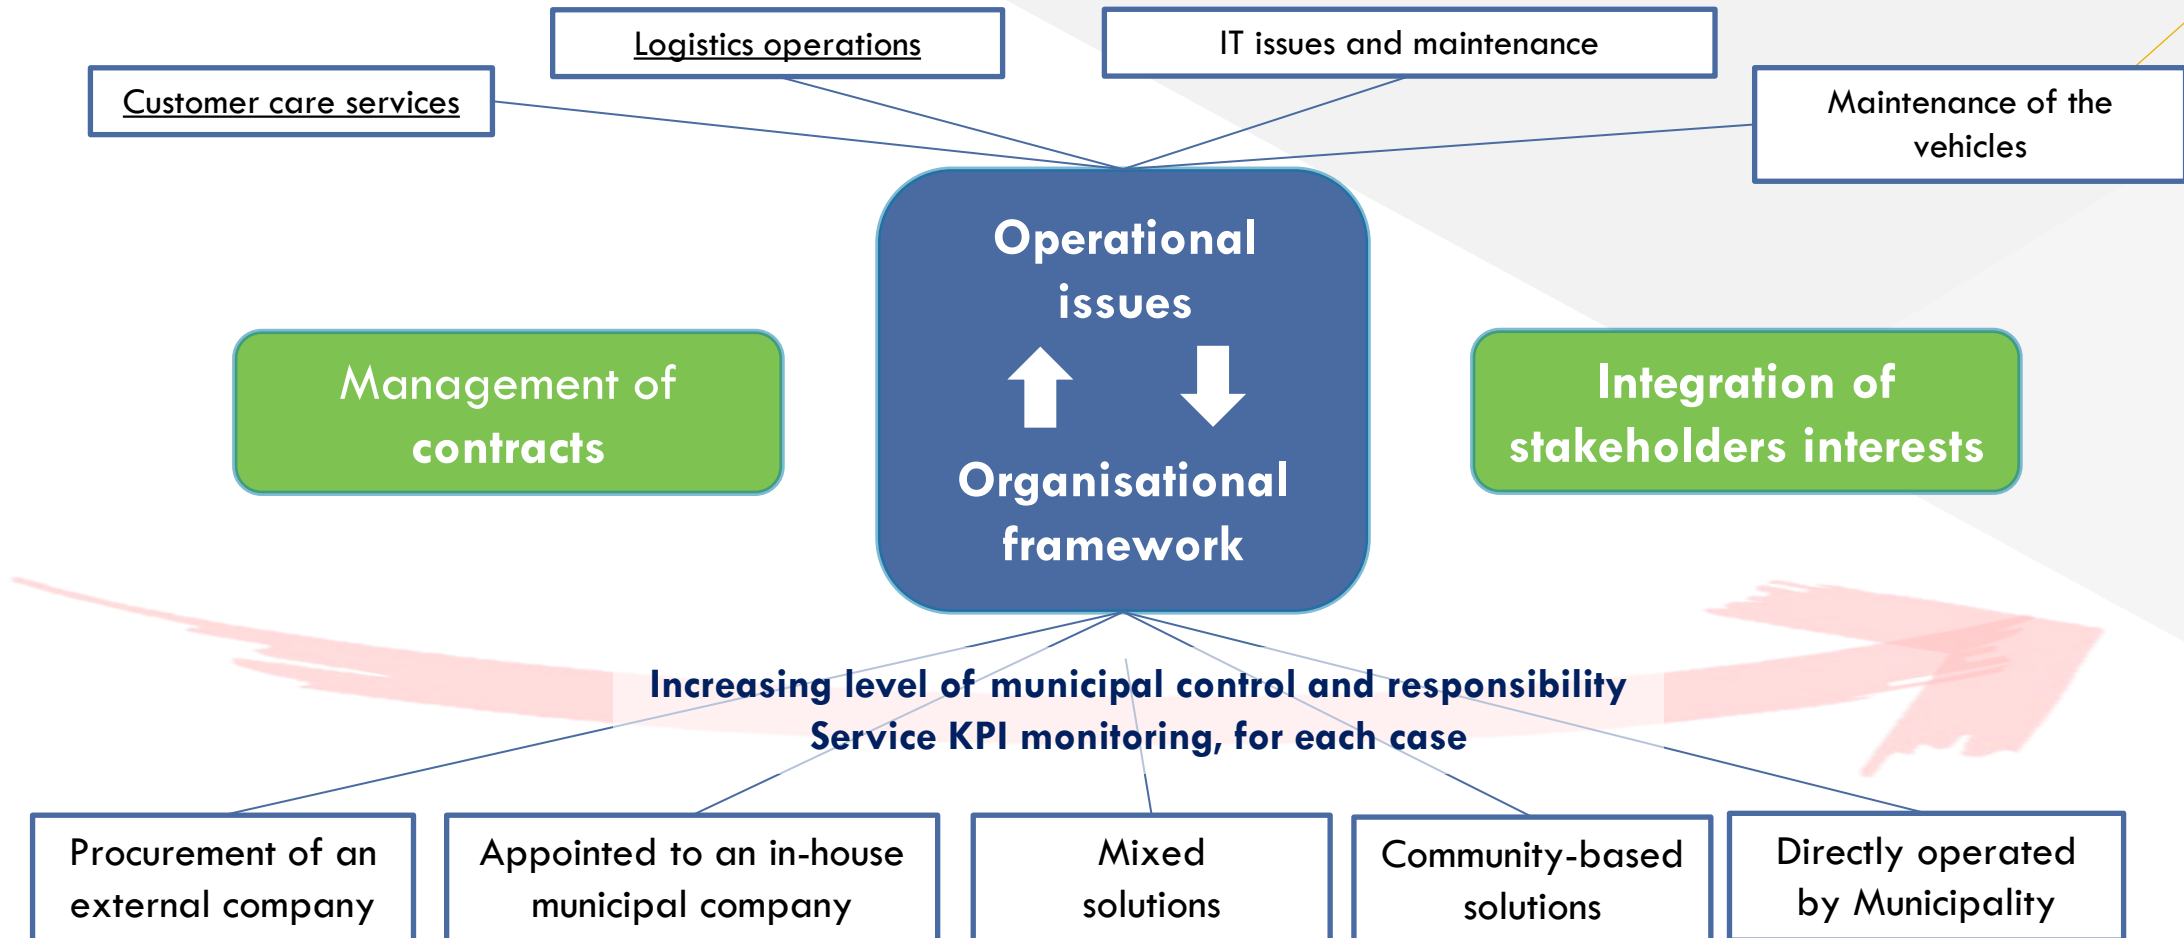 Logistics operations
IT issues and maintenance
Customer care services
Maintenance of the
vehicles
Operational
issues
Management of
contracts
Integration of
stakeholders interests
Organisational
framework
Increasing level of municipal control and responsibility
Service KPI monitoring, for each case
Procurement of an
external company
Appointed to an in-house
municipal company
Mixed
solutions
Community-based
solutions
Directly operated
by Municipality